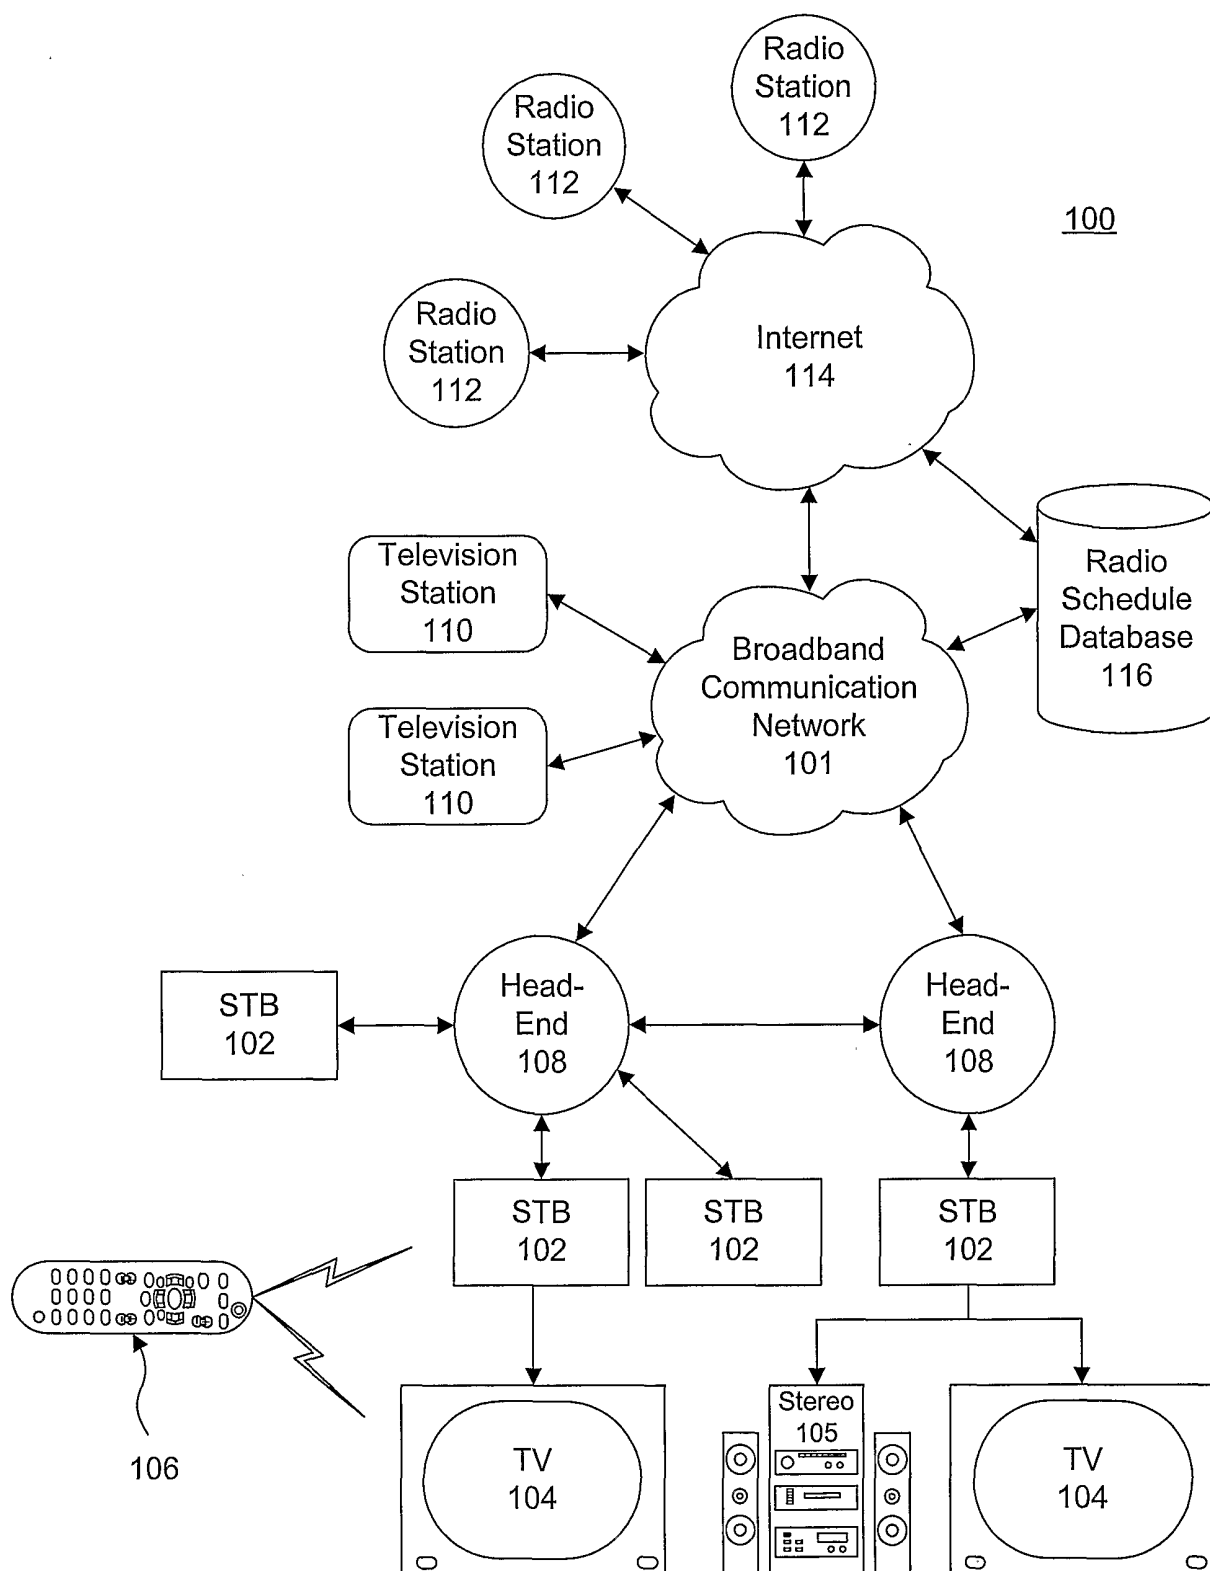 Radio
Station
112
Radio
Station
112
100
Radio
Station
112
Internet
114
Television
Station
110
Radio
Schedule
Database
116
Broadband
Communication
Network
101
Television
Station
110
STB
102
Head-
End
108
Head-
End
108
STB
102
STB
102
STB
102
106
TV
104
Stereo
105
TV
104